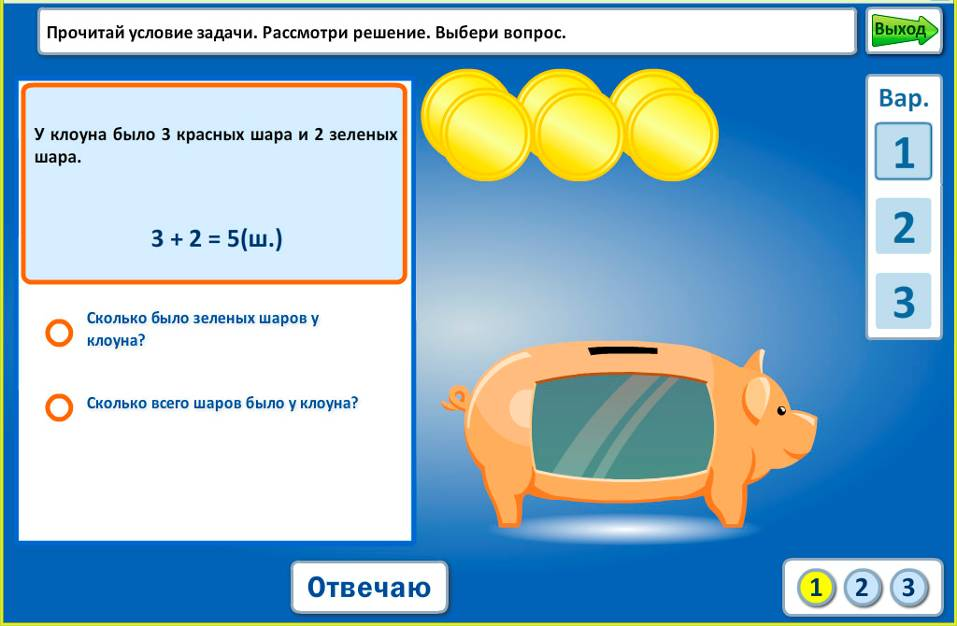 Прочитай условие задачи. Рассмотри решение. Выбери вопрос.
Выход
У клоуна было 3 красных шара и 2 зеленых
шара.
3 + 2 = 5(ш.)
Сколько было зеленых шаров у
клоуна?
Сколько всего шаров было у клоуна?
Вар.
1
2
3
Отвечаю
1 2 3